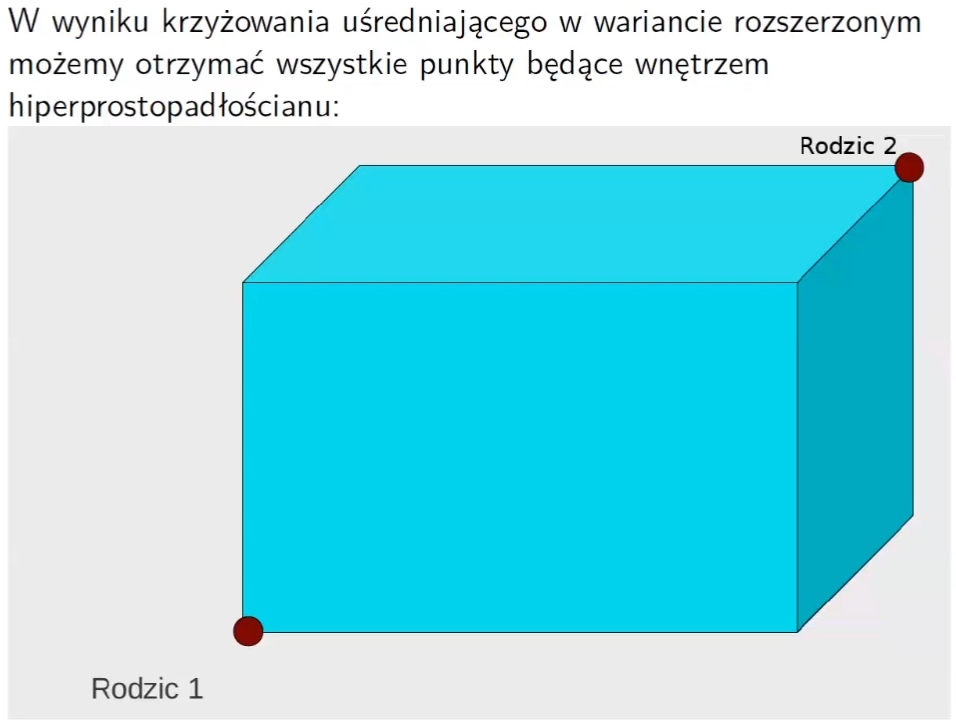 W wyniku krzyżowania uśredniającego w wariancie rozszerzonym
możemy otrzymać wszystkie punkty będące wnętrzem
hiperprostopadłościanu:
Rodzic 2
Rodzic 1